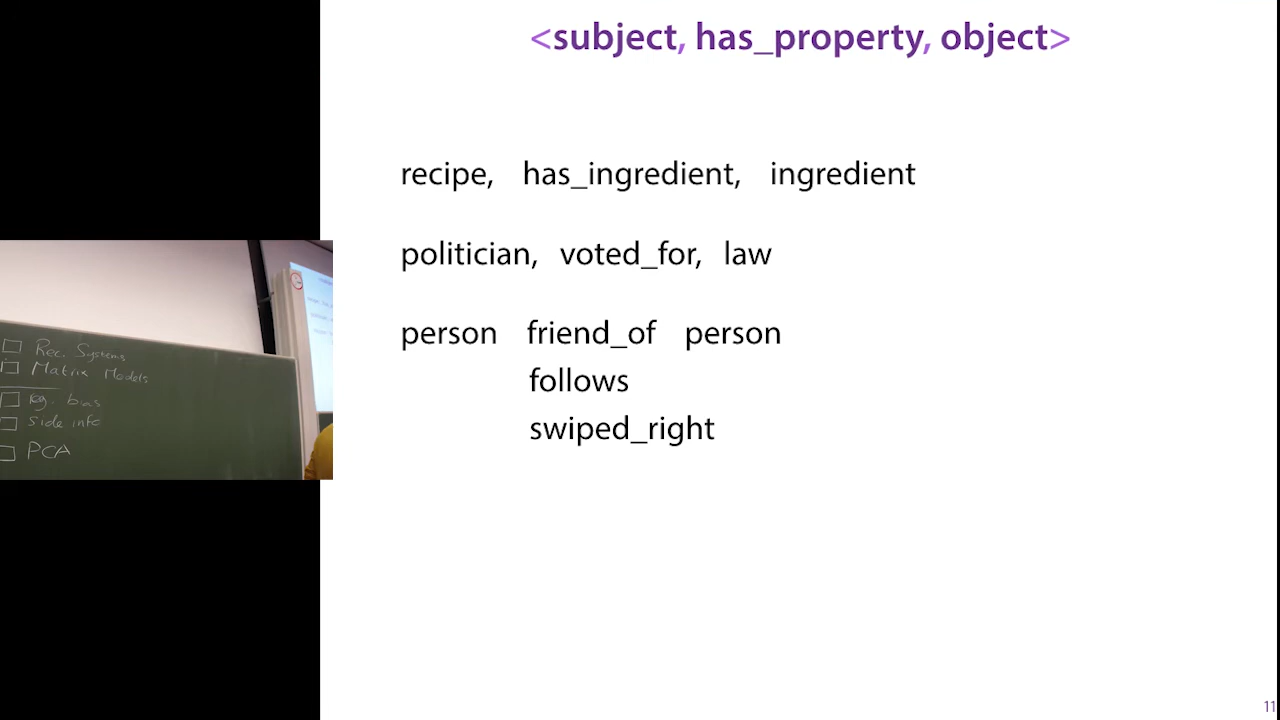 <subject, has_property, object>
recipe, has_ingredient, ingredient
politician, voted_for, law
person friend_of person
follows
swiped_right
11
Rec. Systems
Matrix Models
reg. bias
Side info
PCA